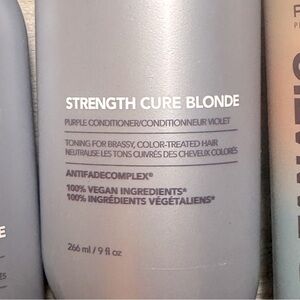 STRENGTH CURE BLONDE
PURPLE CONDITIONER/CONDITIONNEUR VIOLET
TONING FOR BRASSY, COLOR-TREATED HAIR
NEUTRALISE LES TONS CUIVRÉS DES CHEVEUX COLORÉS
ANTIFADECOMPLEX®
100% VEGAN INGREDIENTS*
100% INGRÉDIENTS VÉGÉTALIENS*
266 ml / 9 fl oz